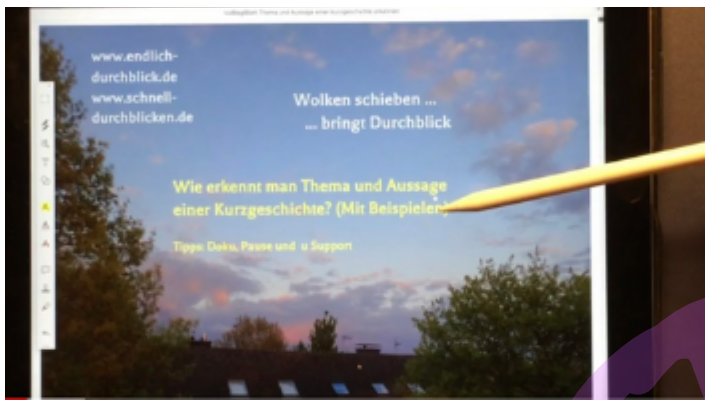 www.endlich-
durchblick.de
www.schnell-
durchblicken.de
Wolken schieben ...
.... bringt Durchblick
Wie erkennt man Thema und Aussage
einer Kurzgeschichte? (Mit Beispielen)
Tipps: Doku, Pause und u Support